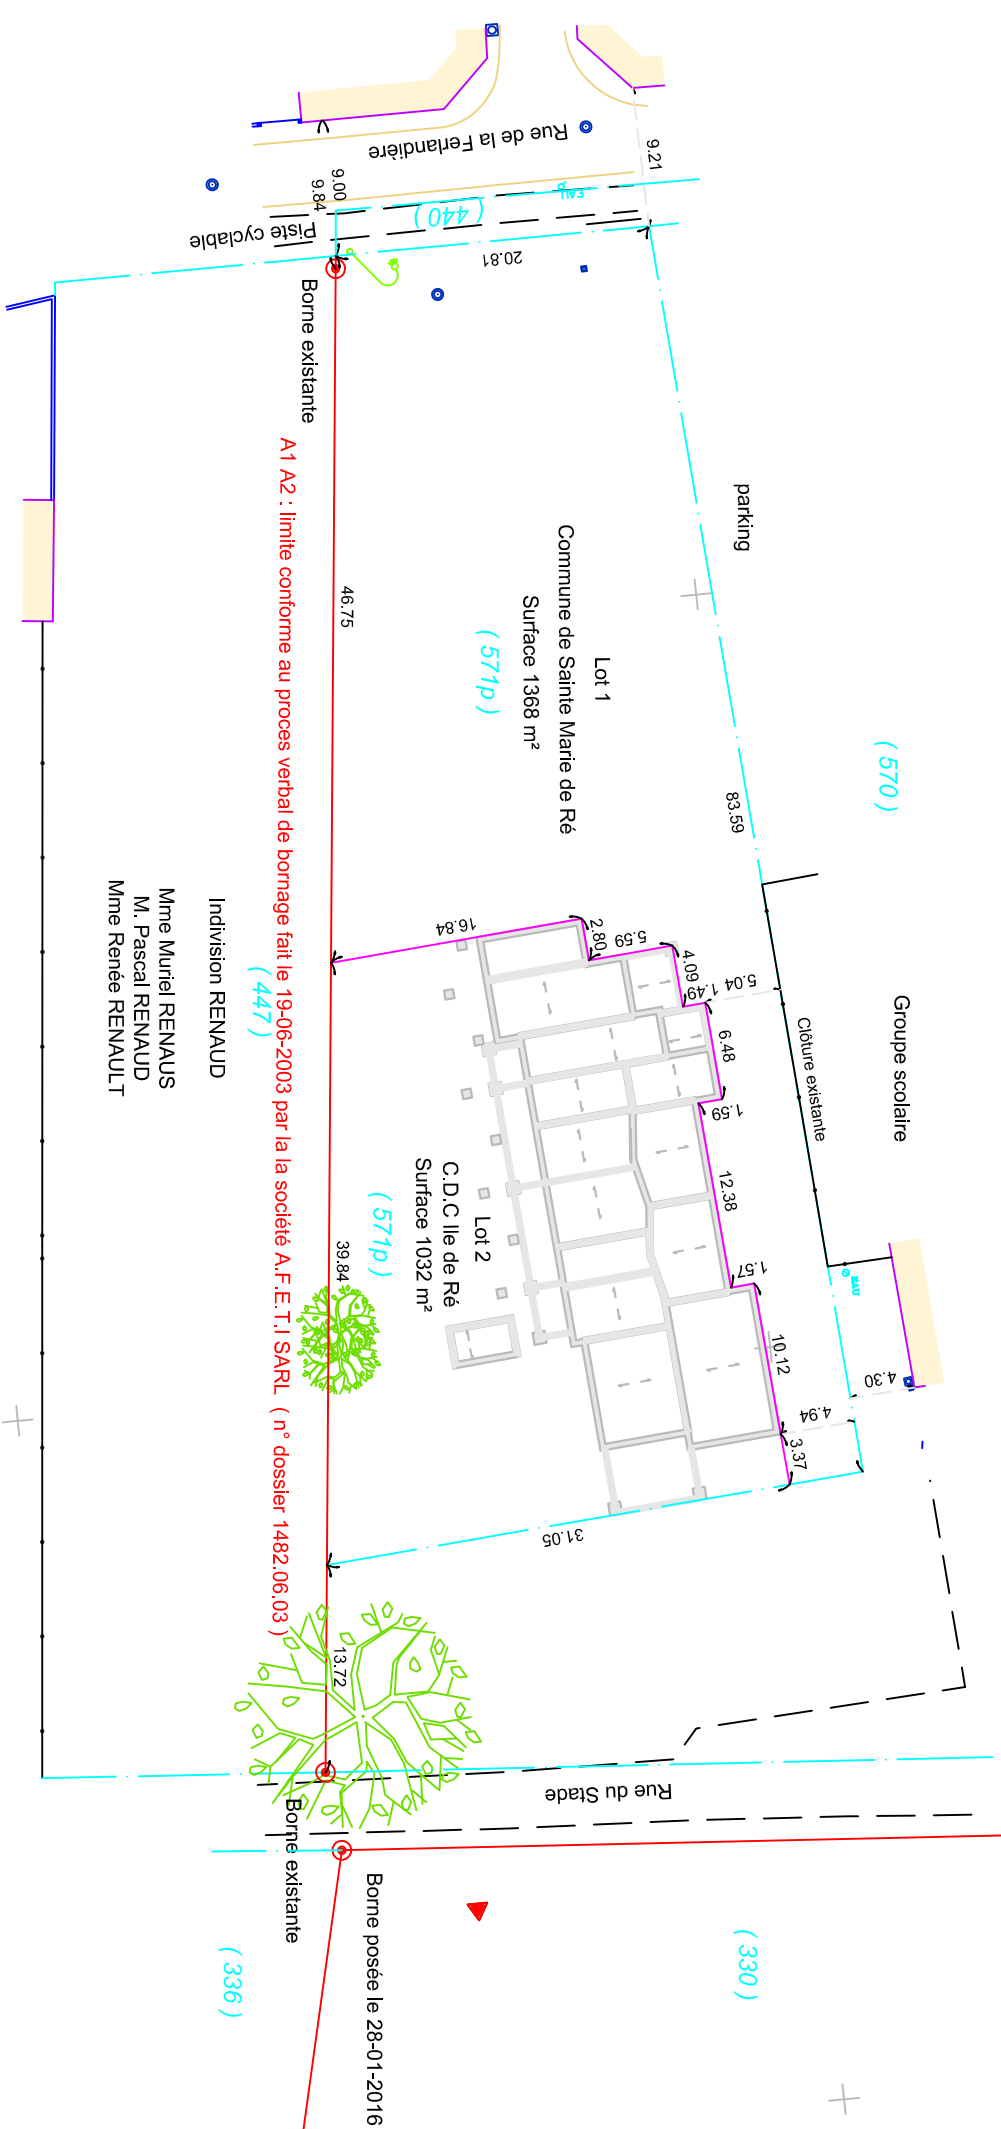 Rue de la Ferlandière
9.21
9.00
9.84
EAU
( 440 )
Piste cyclable
20.81
Borne existante
A1 A2 : limite conforme au proces verbal de bornage fait le 19-06-2003 par la la société A.F.E.T.I SARL ( n° dossier 1482.06.03 )
46.75
parking
Lot 1
Commune de Sainte Marie de Ré
Surface 1368 m²
( 571p )
83.59
( 570 )
Groupe scolaire
Clôture existante
16.84
2.80
5.59
4.09
1.49
5.04
6.48
1.59
12.38
1.57
10.12
3.37
4.94
4.30
EAU
Lot 2
C.D.C Ile de Ré
Surface 1032 m²
( 571p )
39.84
31.05
Indivision RENAUD
( 447 )
Mme Muriel RENAUS
M. Pascal RENAUD
Mme Renée RENAULT
13.72
Rue du Stade
Borne existante
Borne posée le 28-01-2016
( 336 )
( 330 )